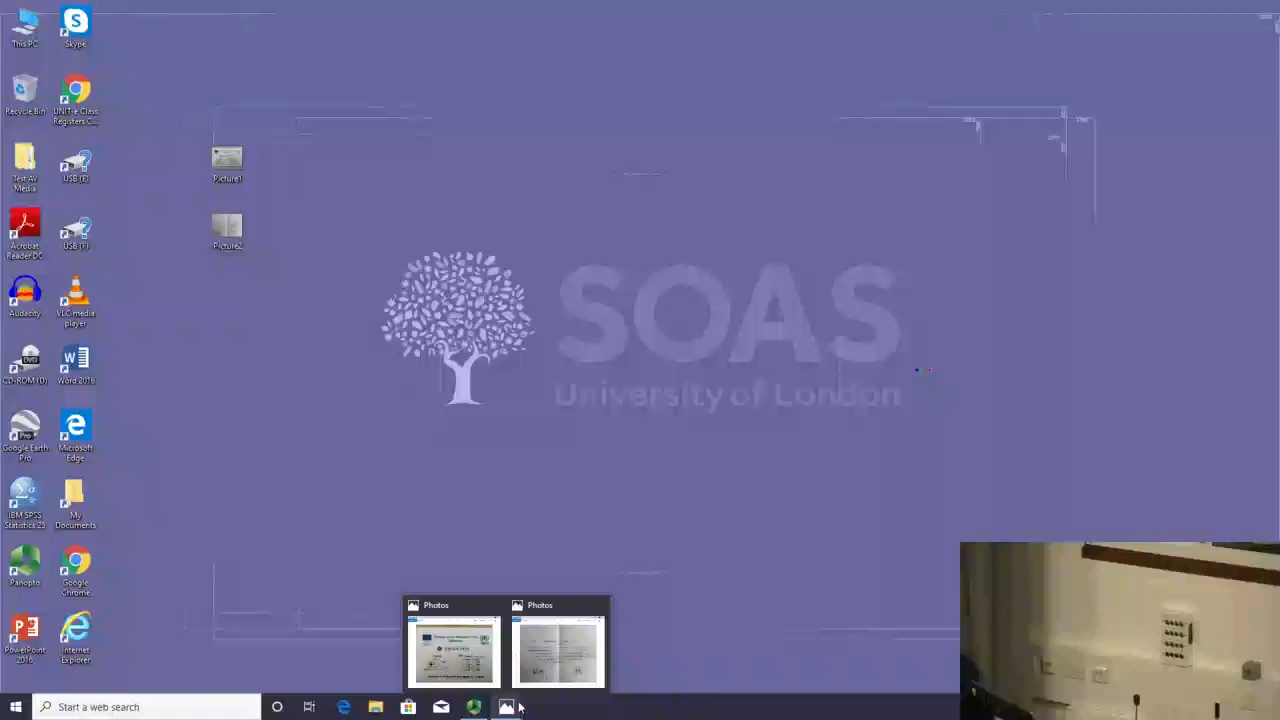 This PC
Skype
Recycle Bin
UNIT-e Class
Registers C...
Test AV
Media
USB (E)
Picture1
Acrobat
Reader DC
USB (F)
Picture2
Audacity
VLC media
player
CD-ROM (D)
Word 2016
Google Earth
Pro
Microsoft
Edge
IBM SPSS
Statistics 25
My
Documents
Panopto
Google
Chrome
PowerPoint
2016
Internet
Explorer
SOAS
University of London
Photos
Photos
Start a web search